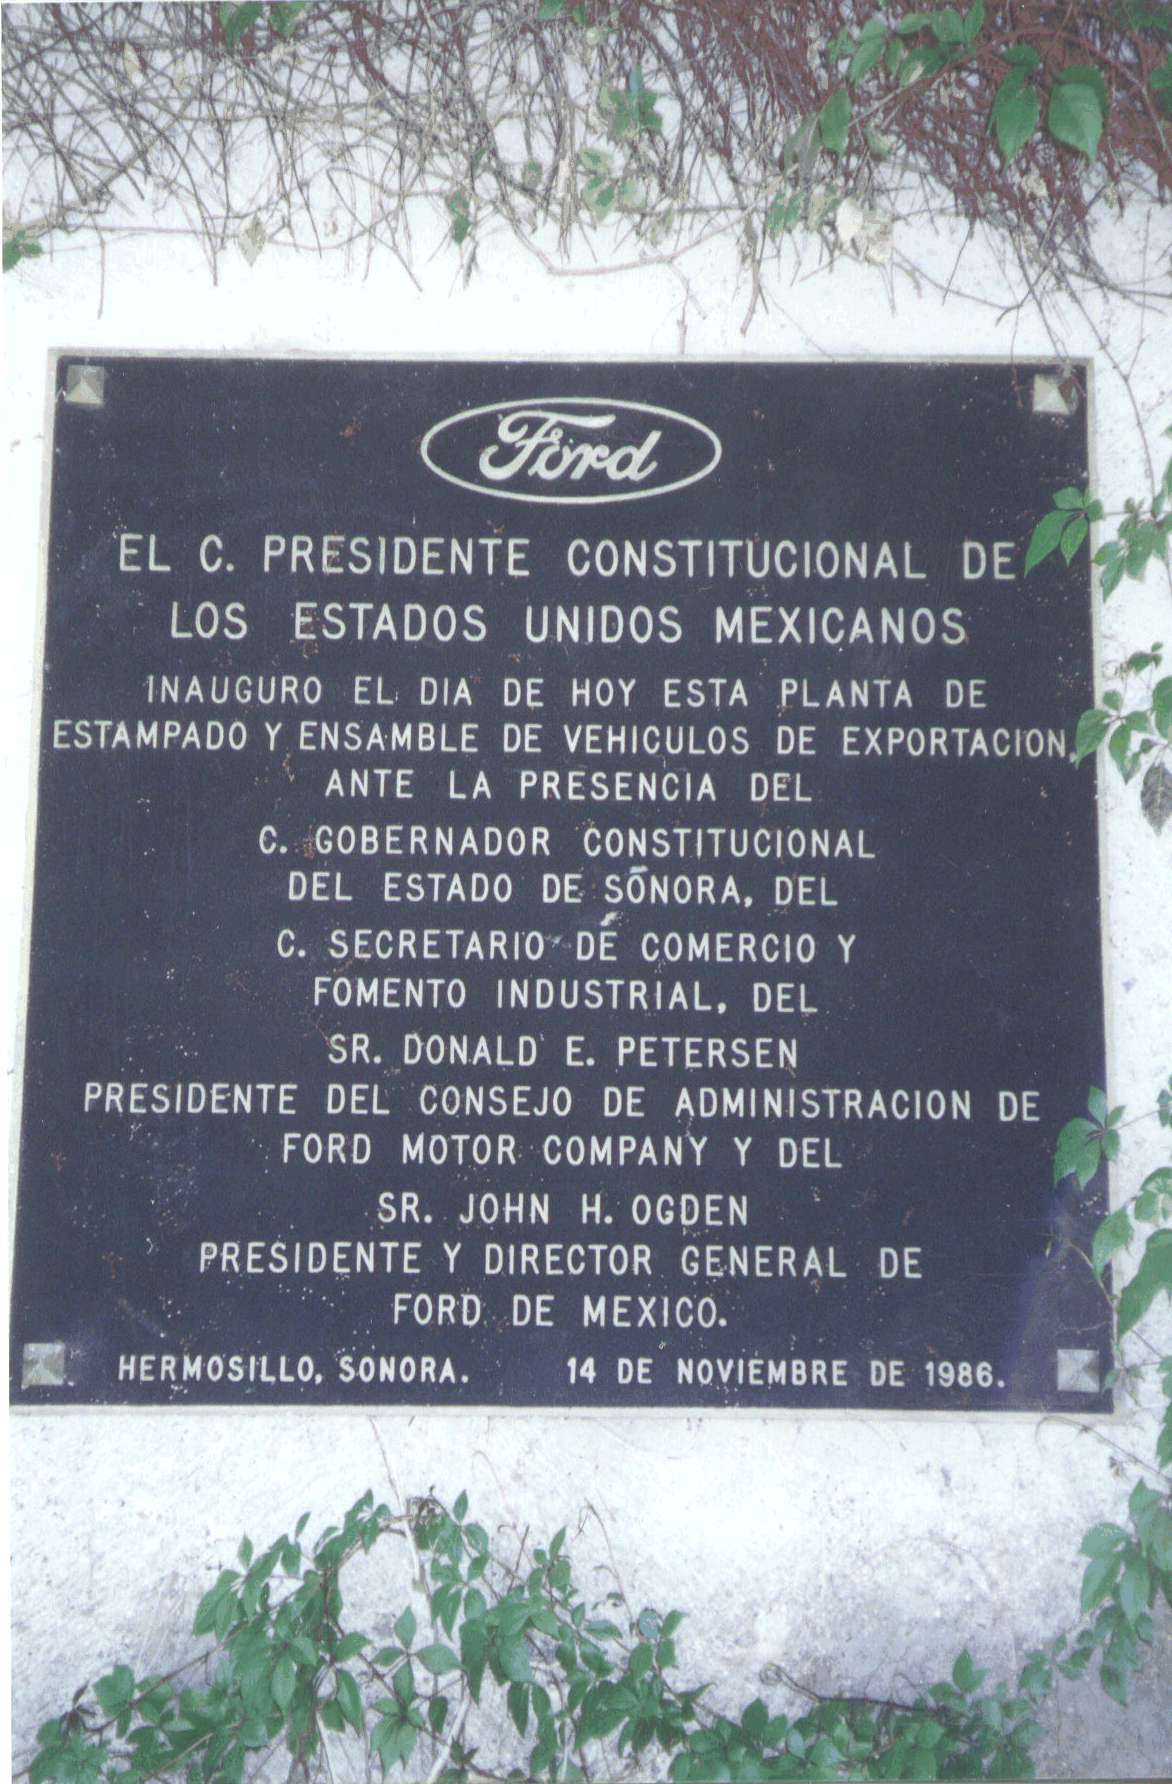 Ford
EL C. PRESIDENTE CONSTITUCIONAL DE
LOS ESTADOS UNIDOS MEXICANOS
INAUGURO EL DIA DE HOY ESTA PLANTA DE
ESTAMPADO Y ENSAMBLE DE VEHICULOS DE EXPORTACION,
ANTE LA PRESENCIA DEL
C. GOBERNADOR CONSTITUCIONAL
DEL ESTADO DE SONORA, DEL
C. SECRETARIO DE COMERCIO Y
FOMENTO INDUSTRIAL, DEL
SR. DONALD E. PETERSEN
PRESIDENTE DEL CONSEJO DE ADMINISTRACION DE
FORD MOTOR COMPANY Y DEL
SR. JOHN H. OGDEN
PRESIDENTE Y DIRECTOR GENERAL DE
FORD DE MEXICO.
HERMOSILLO, SONORA. 14 DE NOVIEMBRE DE 1986.